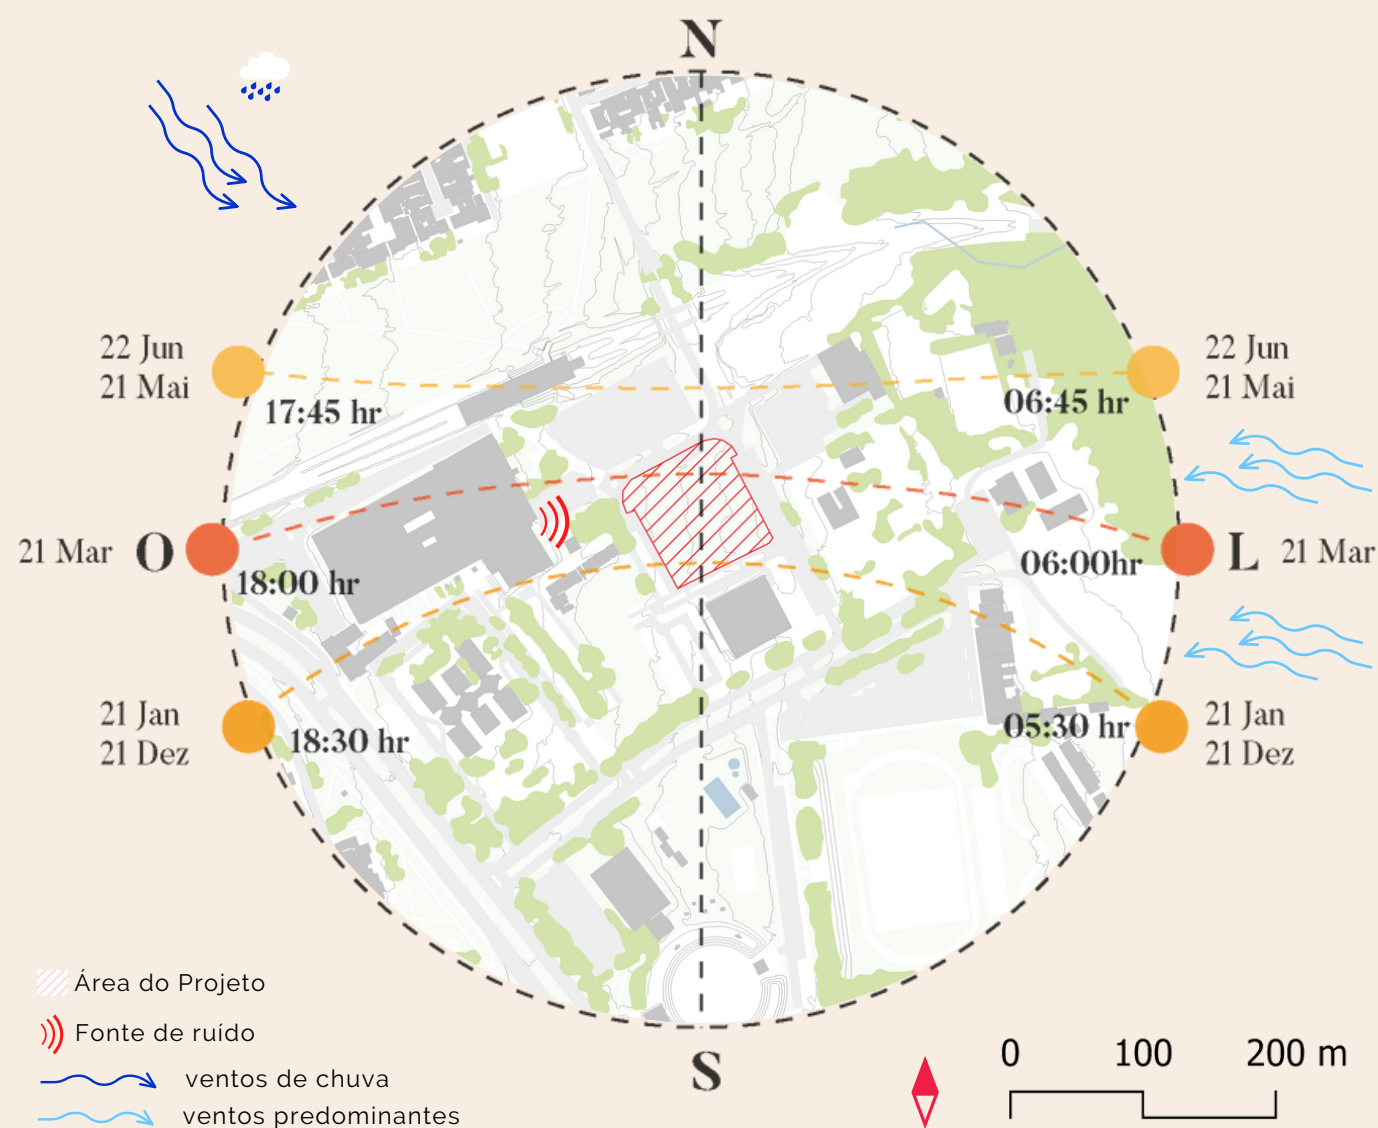 N
22 Jun
21 Mai
17:45 hr
06:45 hr
22 Jun
21 Mai
21 Mar
O
18:00 hr
06:00hr
L
21 Mar
21 Jan
21 Dez
18:30 hr
05:30 hr
21 Jan
21 Dez
Área do Projeto
Fonte de ruído
ventos de chuva
ventos predominantes
S
0 100 200 m